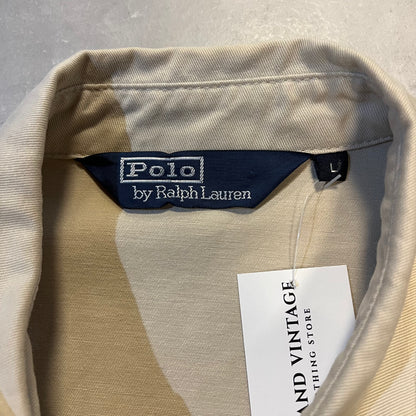 Polo
by Ralph Lauren
L
AND VINTAGE
THING STORE